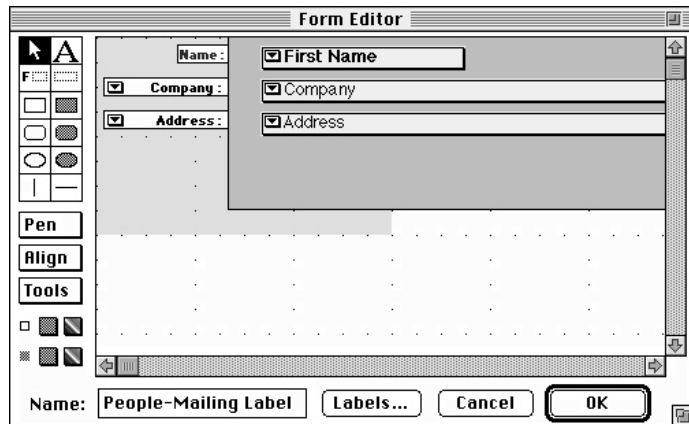 Form Editor
A
F
Name:
First Name
Company:
Company
Address:
Address
Pen
Align
Tools
Name:
People-Mailing Label
Labels...
Cancel
OK